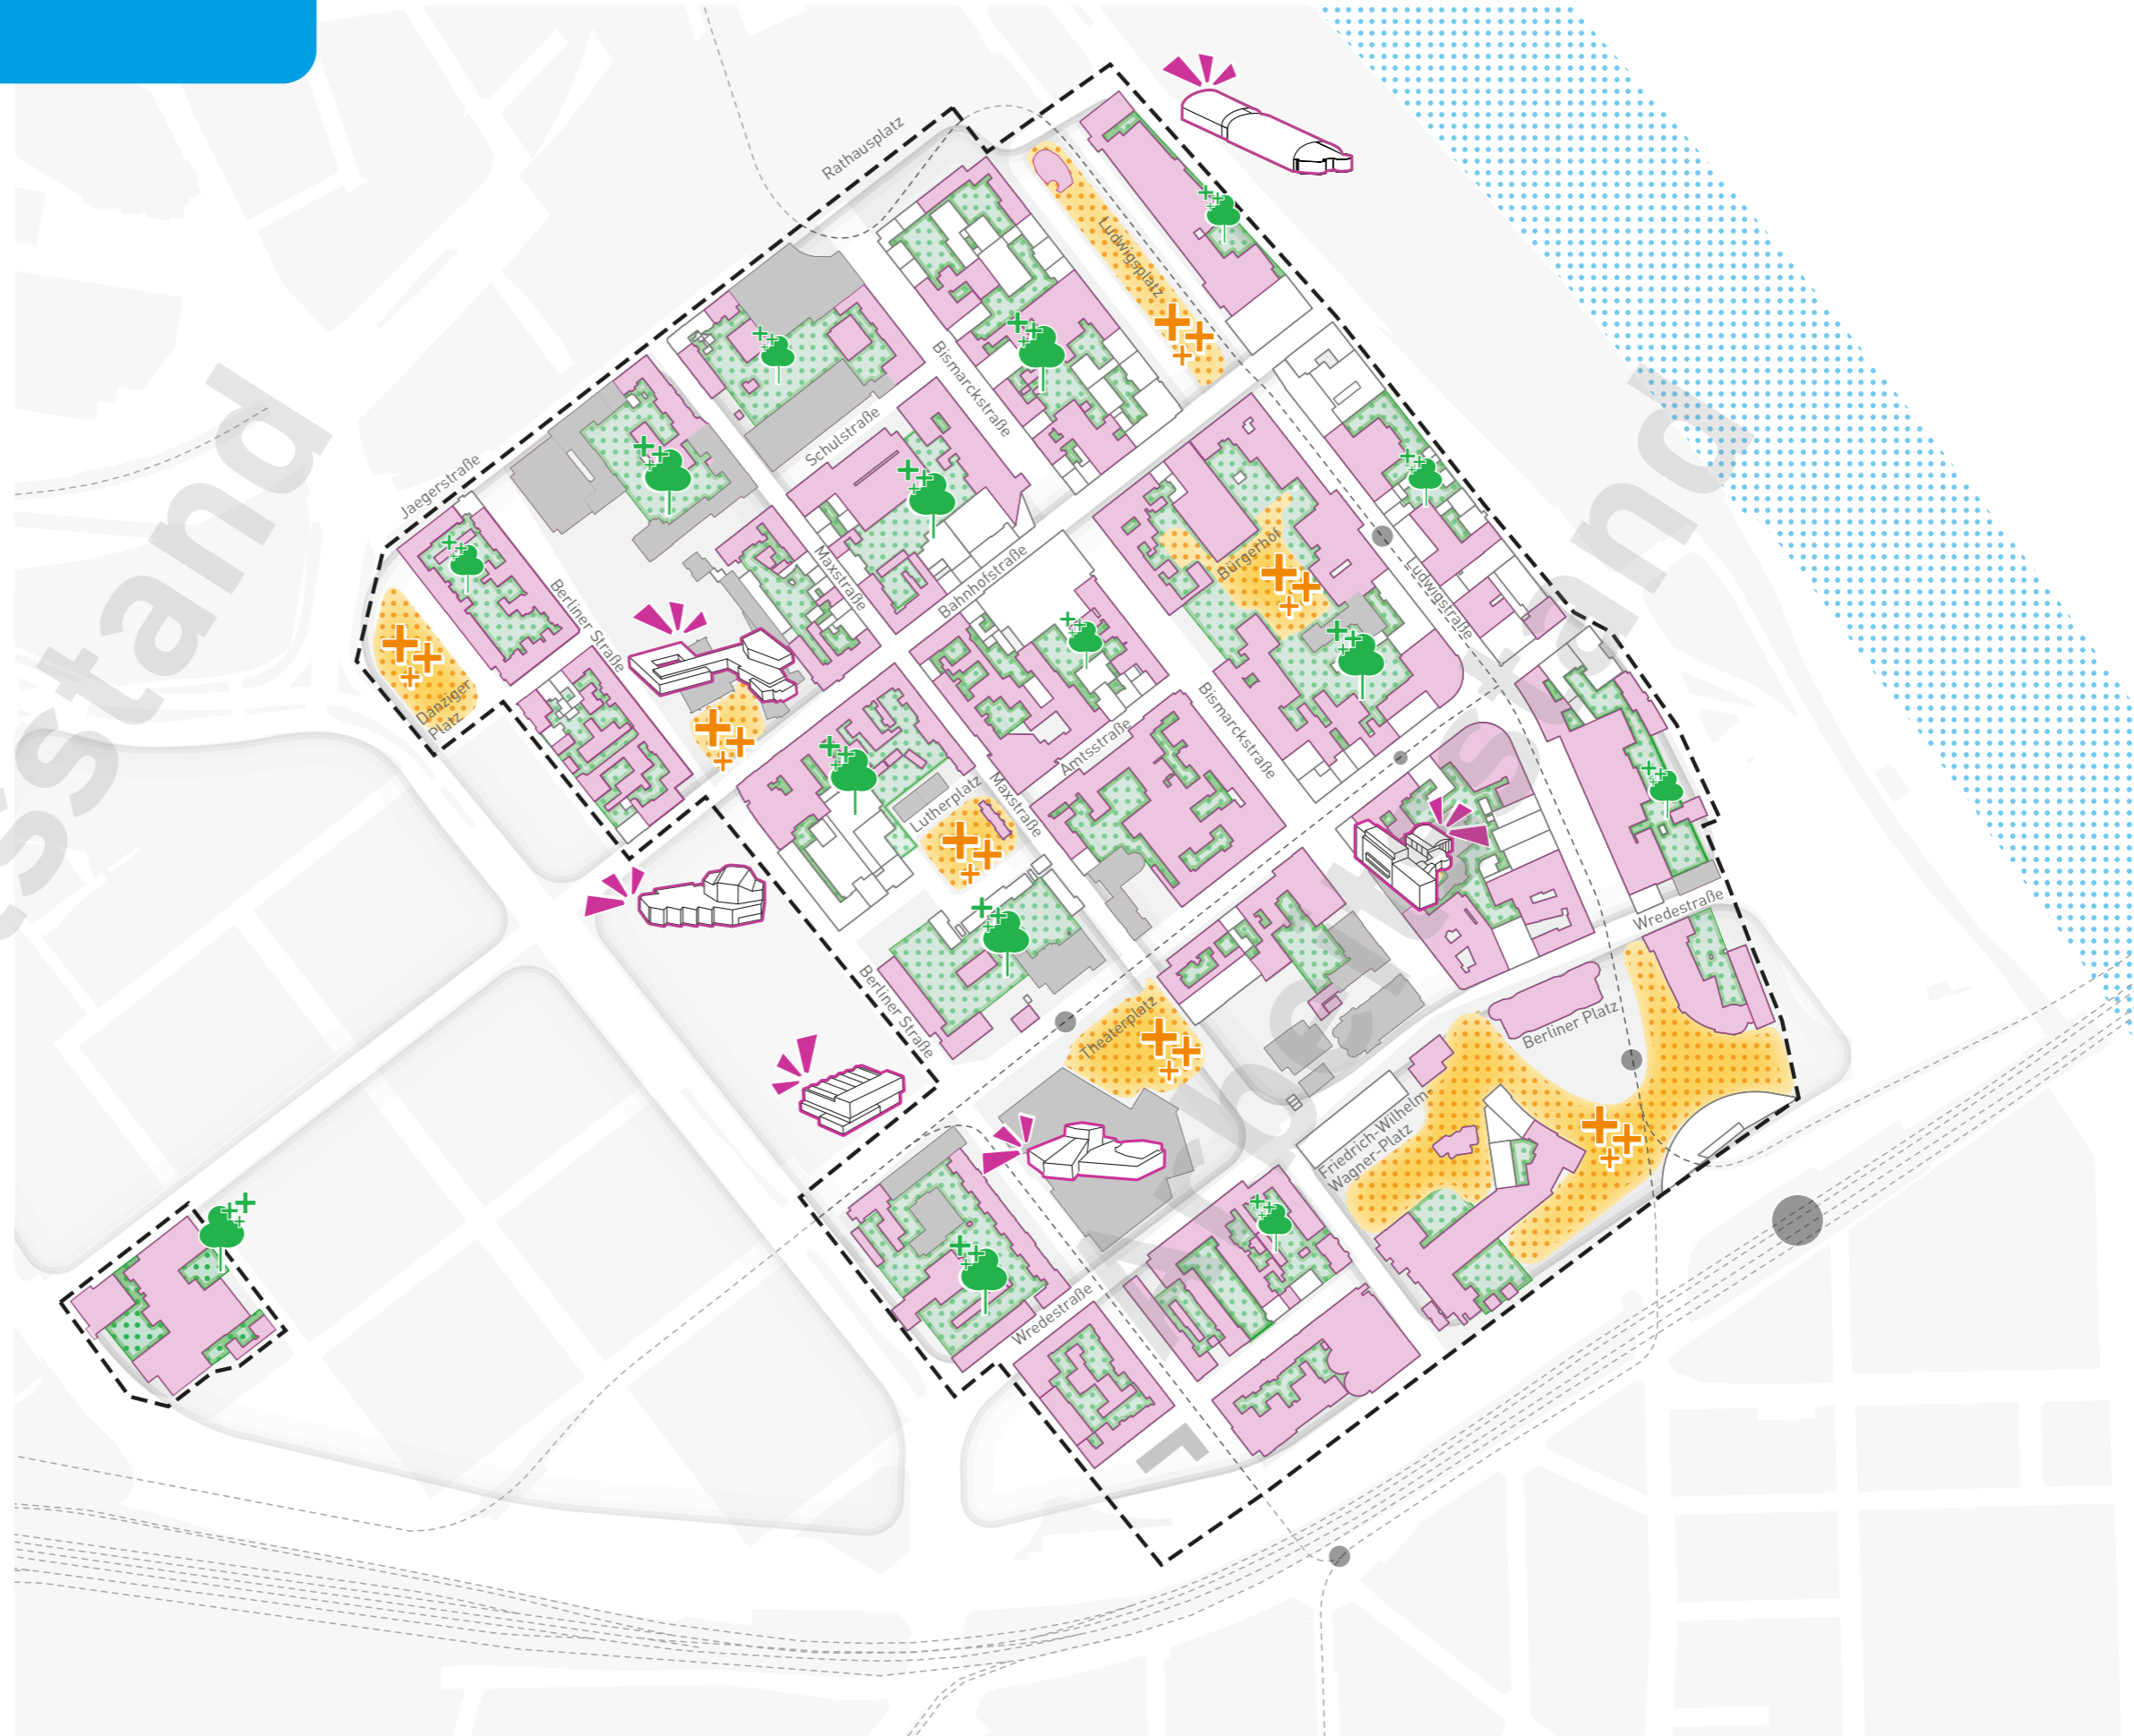 Rathausplatz
Ludwigsplatz
Bismarckstraße
Schulstraße
Jaegerstraße
Maxstraße
Bahnhofstraße
Bürgerhof
Ludwigstraße
Berliner Straße
Danziger
Platz
Bismarckstraße
Amtsstraße
Lutherplatz
Maxstraße
Wredestraße
Berliner Straße
Theaterplatz
Berliner Platz
Friedrich-Wilhelm
Wagner-Platz
Wredestraße